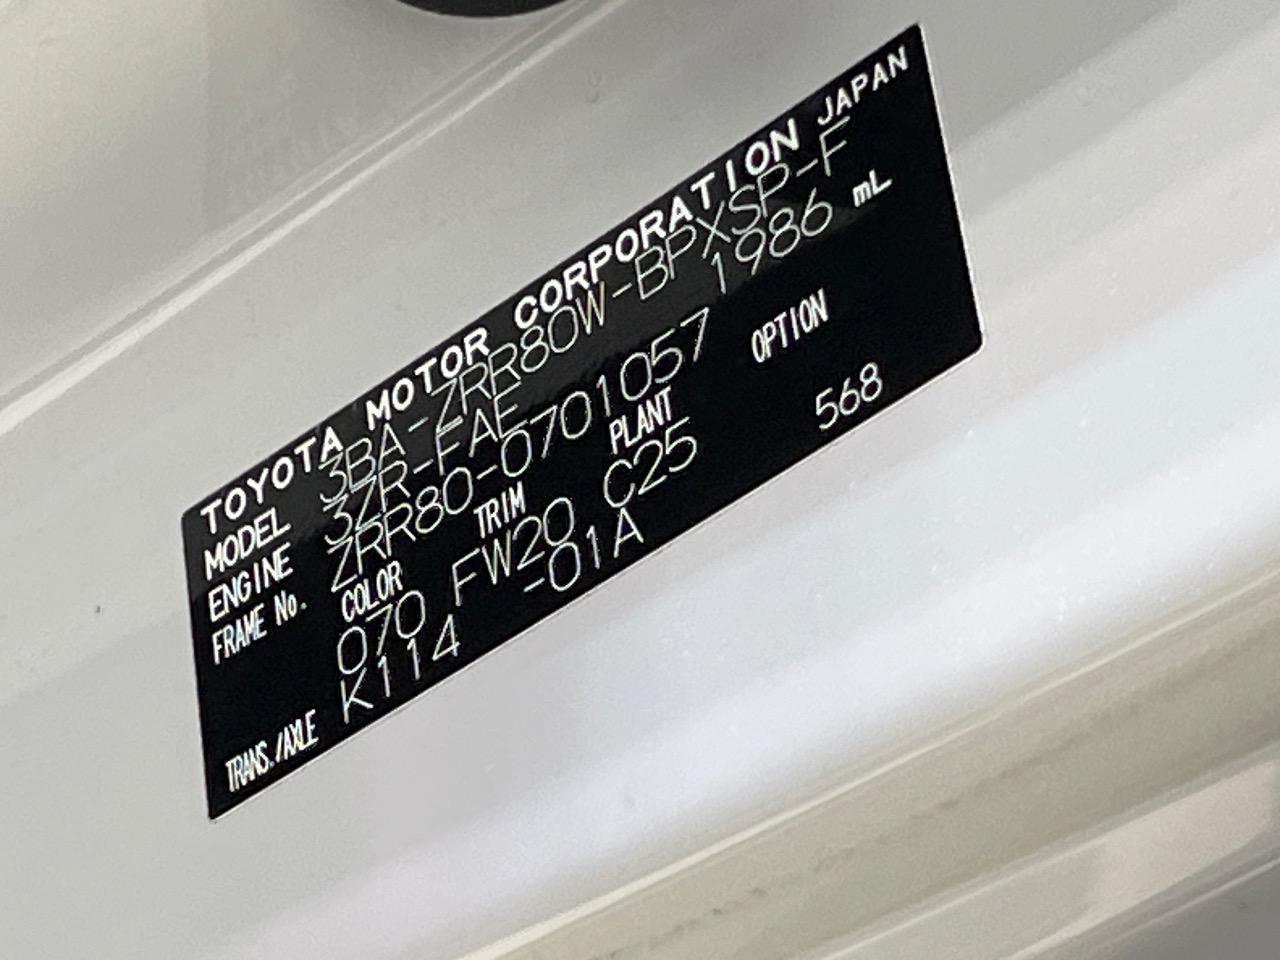 TOYOTA MOTOR CORPORATION JAPAN
MODEL 3BA-ZRR80W-BPXSP-F
ENGINE 3ZR-FAE 1986 mL
FRAME No. ZRR80-0701057
COLOR TRIM PLANT OPTION
070 FW20 C25 568
TRANS./AXLE K114 -01A